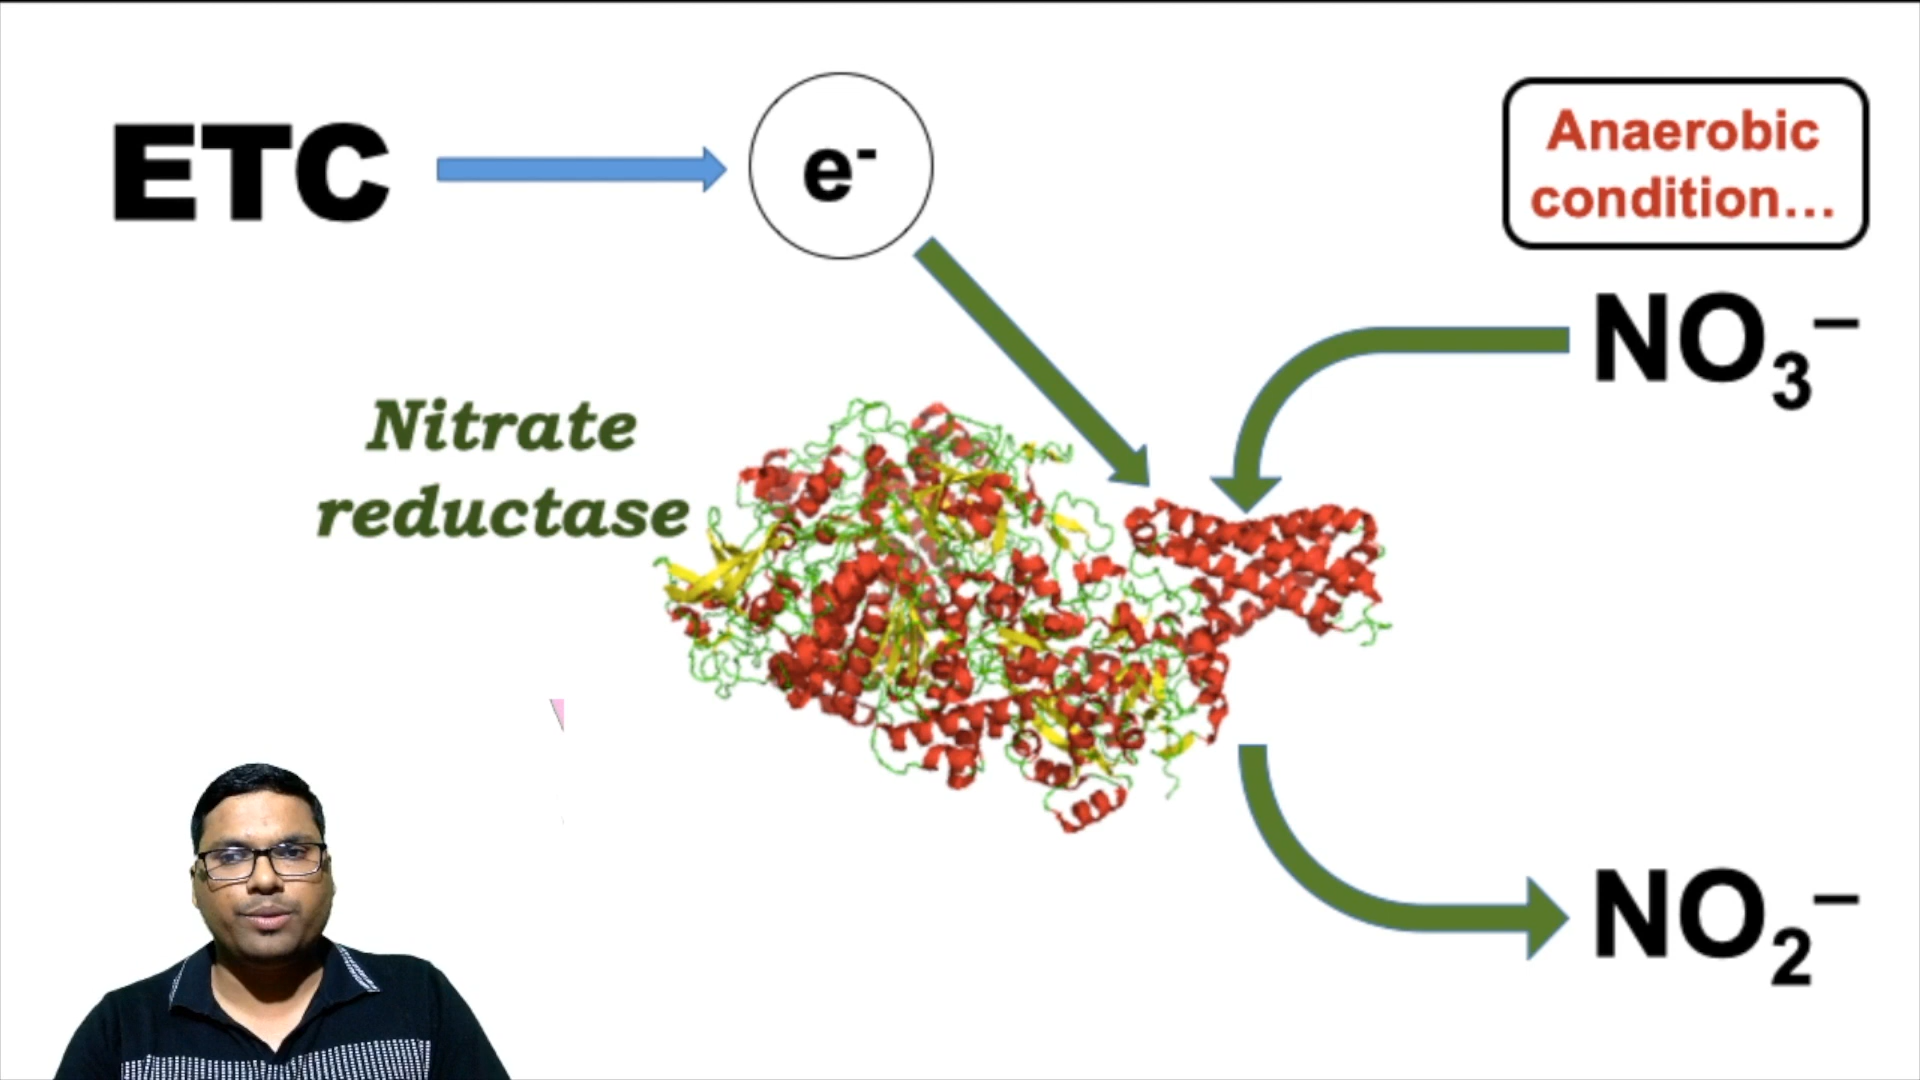 ETC
e⁻
Anaerobic
condition...
NO₃⁻
Nitrate
reductase
NO₂⁻